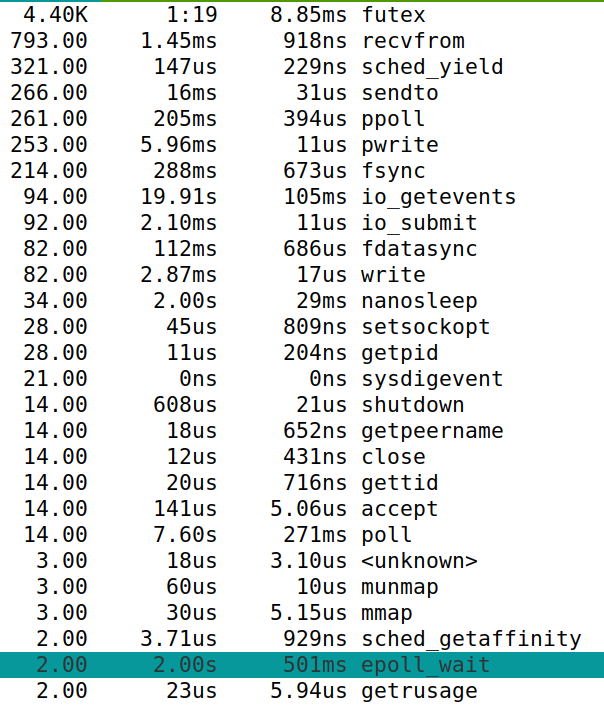 4.40K 1:19 8.85ms futex
793.00 1.45ms 918ns recvfrom
321.00 147us 229ns sched_yield
266.00 16ms 31us sendto
261.00 205ms 394us ppoll
253.00 5.96ms 11us pwrite
214.00 288ms 673us fsync
94.00 19.91s 105ms io_getevents
92.00 2.10ms 11us io_submit
82.00 112ms 686us fdatasync
82.00 2.87ms 17us write
34.00 2.00s 29ms nanosleep
28.00 45us 809ns setsockopt
28.00 11us 204ns getpid
21.00 0ns 0ns sysdigevent
14.00 608us 21us shutdown
14.00 18us 652ns getpeername
14.00 12us 431ns close
14.00 20us 716ns gettid
14.00 141us 5.06us accept
14.00 7.60s 271ms poll
3.00 18us 3.10us <unknown>
3.00 60us 10us munmap
3.00 30us 5.15us mmap
2.00 3.71us 929ns sched_getaffinity
2.00 2.00s 501ms epoll_wait
2.00 23us 5.94us getrusage